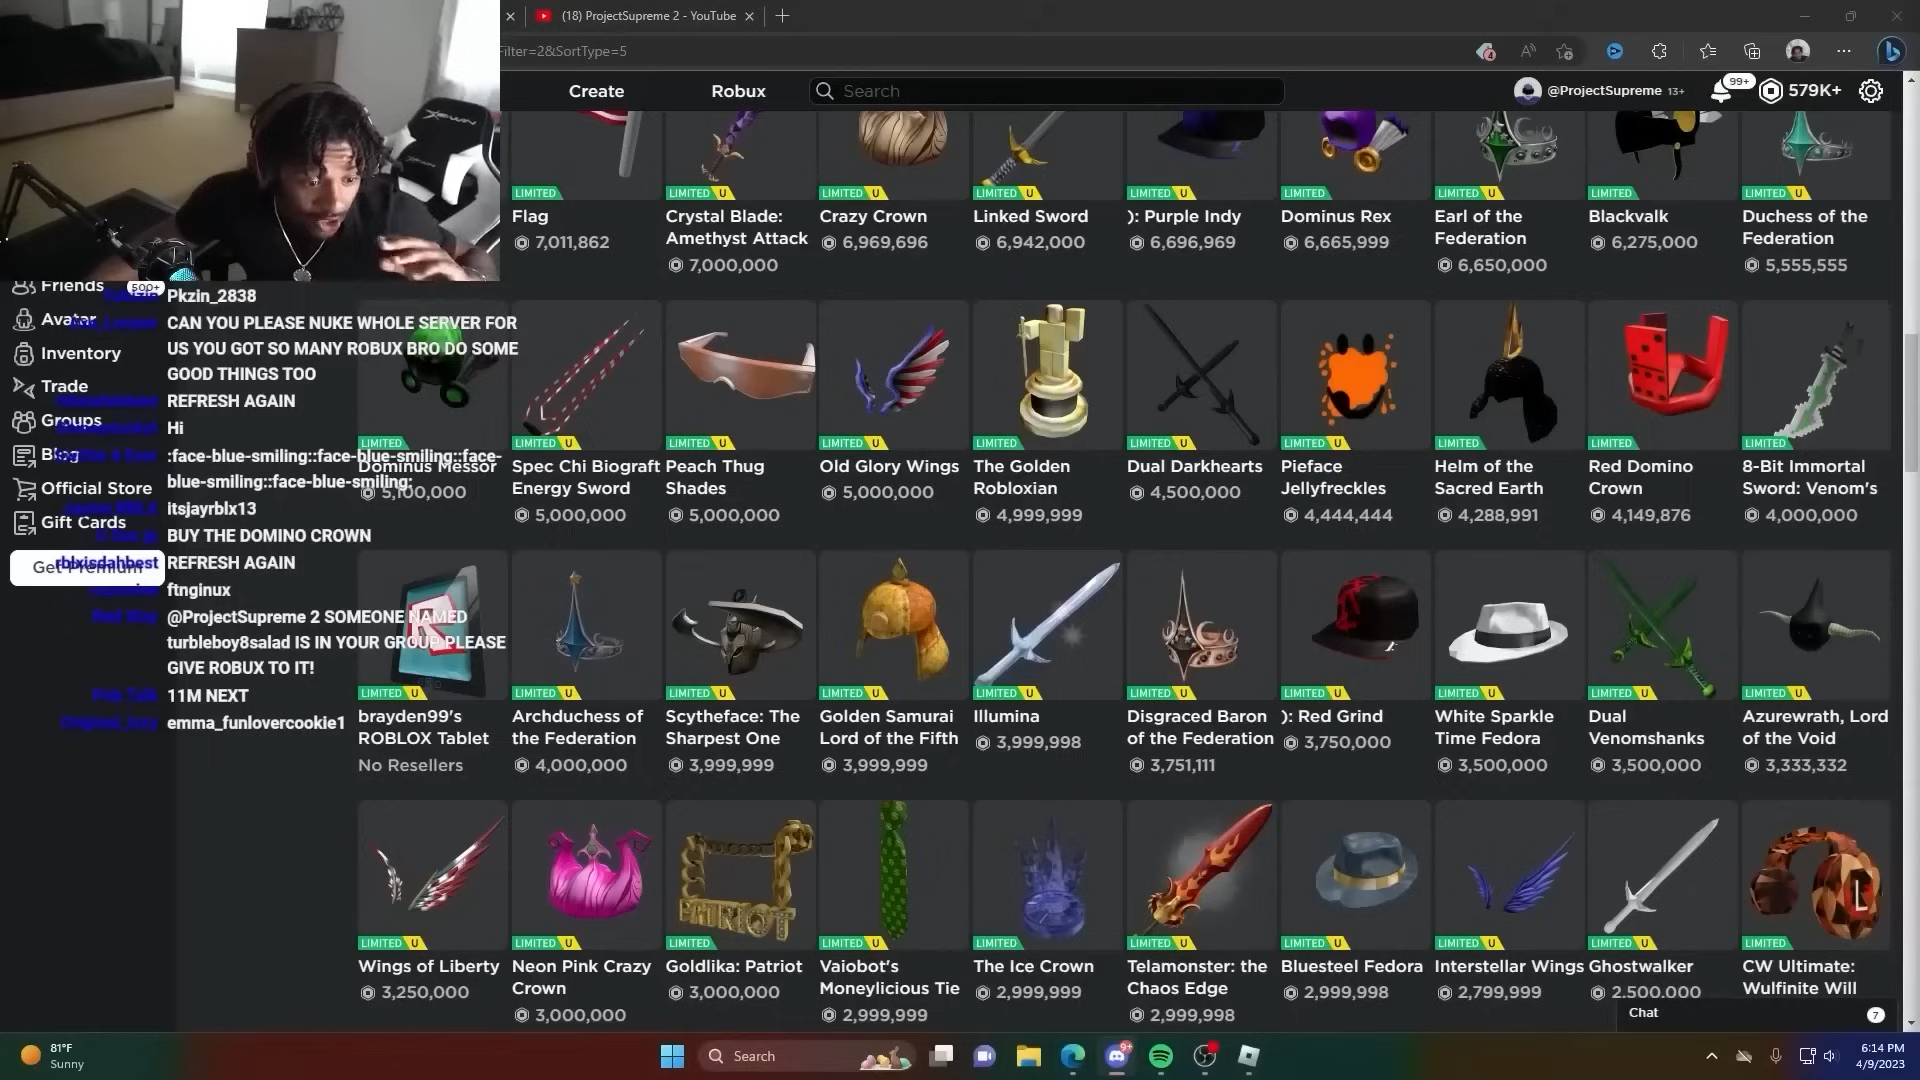 (18) ProjectSupreme 2 - YouTube
ilter=2&SortType=5
Create
Robux
Search
@ProjectSupreme 13+
99+
579K+
LIMITED
LIMITED U
LIMITED U
LIMITED U
LIMITED U
LIMITED U
LIMITED U
LIMITED
LIMITED U
Flag
7,011,862
Crystal Blade:
Amethyst Attack
7,000,000
Crazy Crown
6,969,696
Linked Sword
6,942,000
): Purple Indy
6,696,969
Dominus Rex
6,665,999
Earl of the
Federation
6,650,000
Blackvalk
6,275,000
Duchess of the
Federation
5,555,555
Friends
500+
Avatar
Inventory
Trade
Groups
Blog
Official Store
Gift Cards
Get Premium
Pkzin_2838
CAN YOU PLEASE NUKE WHOLE SERVER FOR
US YOU GOT SO MANY ROBUX BRO DO SOME
GOOD THINGS TOO
REFRESH AGAIN
Hi
:face-blue-smiling::face-blue-smiling::face-
blue-smiling::face-blue-smiling:
itsjayrblx13
BUY THE DOMINO CROWN
rblxisdahbest
REFRESH AGAIN
ftnginux
@ProjectSupreme 2 SOMEONE NAMED
turbleboy8salad IS IN YOUR GROUP PLEASE
GIVE ROBUX TO IT!
11M NEXT
emma_funlovercookie1
LIMITED
LIMITED U
LIMITED U
LIMITED U
LIMITED
LIMITED U
LIMITED
LIMITED
LIMITED
LIMITED
Dominus Messor
5,100,000
Spec Chi Biograft
Energy Sword
5,000,000
Peach Thug
Shades
5,000,000
Old Glory Wings
5,000,000
The Golden
Robloxian
4,999,999
Dual Darkhearts
4,500,000
Pieface
Jellyfreckles
4,444,444
Helm of the
Sacred Earth
4,288,991
Red Domino
Crown
4,149,876
8-Bit Immortal
Sword: Venom's
4,000,000
LIMITED U
LIMITED U
LIMITED U
LIMITED U
LIMITED U
LIMITED U
LIMITED U
LIMITED U
LIMITED U
LIMITED U
brayden99's
ROBLOX Tablet
No Resellers
Archduchess of
the Federation
4,000,000
Scytheface: The
Sharpest One
3,999,999
Golden Samurai
Lord of the Fifth
3,999,999
Illumina
3,999,998
Disgraced Baron
of the Federation
3,751,111
): Red Grind
3,750,000
White Sparkle
Time Fedora
3,500,000
Dual
Venomshanks
3,500,000
Azurewrath, Lord
of the Void
3,333,332
PATRIOT
L
LIMITED U
LIMITED U
LIMITED
LIMITED U
LIMITED
LIMITED U
LIMITED U
LIMITED U
LIMITED U
LIMITED
Wings of Liberty
3,250,000
Neon Pink Crazy
Crown
3,000,000
Goldlika: Patriot
3,000,000
Vaiobot's
Moneylicious Tie
2,999,999
The Ice Crown
2,999,999
Telamonster: the
Chaos Edge
2,999,998
Bluesteel Fedora
2,999,998
Interstellar Wings
2,799,999
Ghostwalker
2,500,000
CW Ultimate:
Wulfinite Will
Chat
7
81°F
Sunny
Search
9+
6:14 PM
4/9/2023